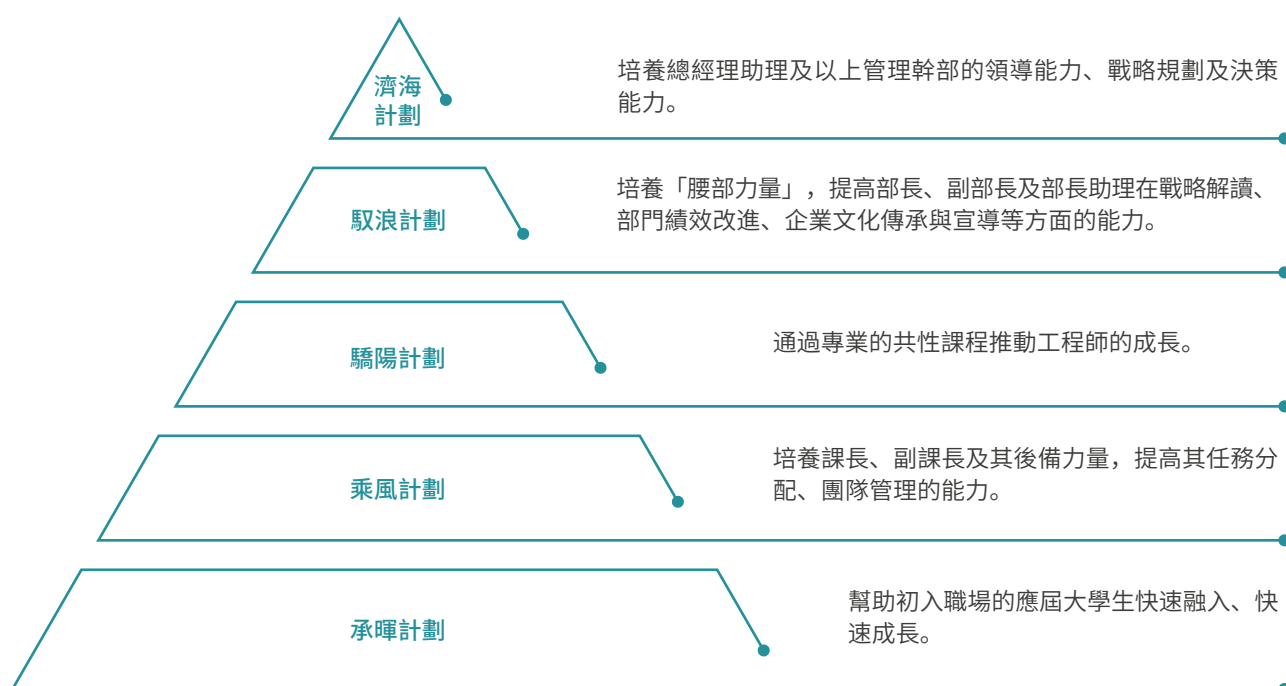 濟海
計劃
培養總經理助理及以上管理幹部的領導能力、戰略規劃及決策
能力。
馭浪計劃
培養「腰部力量」，提高部長、副部長及部長助理在戰略解讀、
部門績效改進、企業文化傳承與宣導等方面的能力。
驕陽計劃
通過專業的共性課程推動工程師的成長。
乘風計劃
培養課長、副課長及其後備力量，提高其任務分
配、團隊管理的能力。
承暉計劃
幫助初入職場的應屆大學生快速融入、快
速成長。